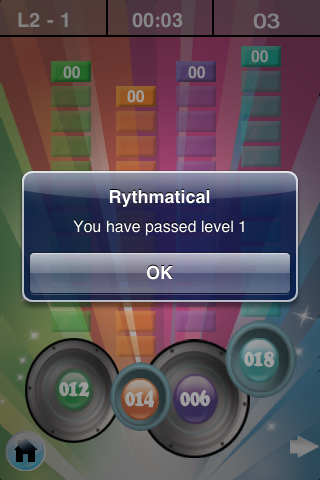 L2 - 1 00:03 03
00
00 00
00
Rythmatical
You have passed level 1
OK
018
012 014 006